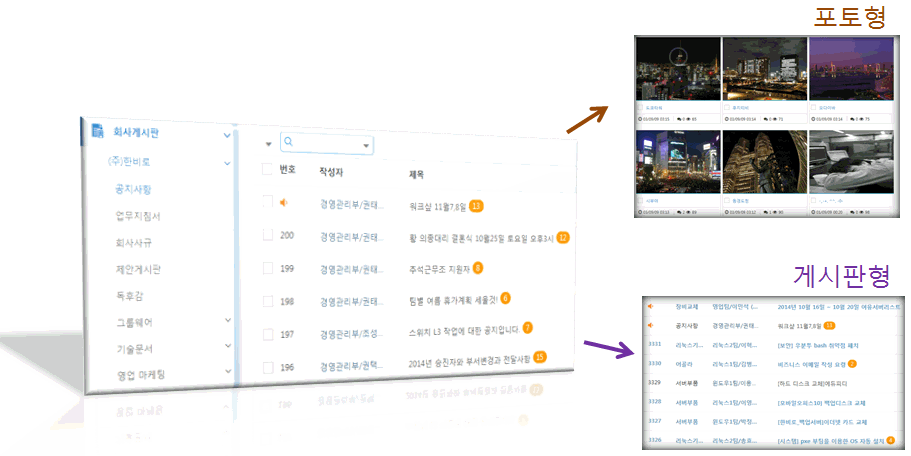 포토형
회사게시판
(주)한비로
공지사항
업무지침서
회사사규
제안게시판
독후감
그룹웨어
기술문서
영업 마케팅
번호 작성자 제목
경영관리부/권태... 워크샵 11월7,8일 13
200 경영관리부/권태... 황 의중대리 결혼식 10월25일 토요일 오후3시 12
199 경영관리부/권태... 추석근무조 지원자 8
198 경영관리부/권태... 팀별 여름 휴가계획 세울것! 6
197 경영관리부/조성... 스위치 L3 작업에 대한 공지입니다. 7
196 경영관리부/권택... 2014년 승진자와 부서변경과 전달사항 15
게시판형
장비교체 영업팀/이민석 (... 2014년 10월 16일 ~ 10월 20일 여유서버리스트
공지사항 경영관리부/권태... 워크샵 11월7,8일 13
3331 리눅스기... 리눅스2팀/이혁... [보안] 우분투 bash 취약점 패치
3330 여공아 리눅스1팀/김영... 비즈니스 이메일 작성 요령
3329 서버부품 윈도우1팀/이동... [하드 디스크 교체]에듀피디
3328 서버부품 리눅스1팀/이영... [모바일오피스10] 백업디스크 교체
3327 서버부품 윈도우1팀/박정... [한비로_백업서버]이더넷 카드 교체
3326 리눅스기... 리눅스2팀/송호... [시스템] pxe 부팅을 이용한 OS 자동 설치 4